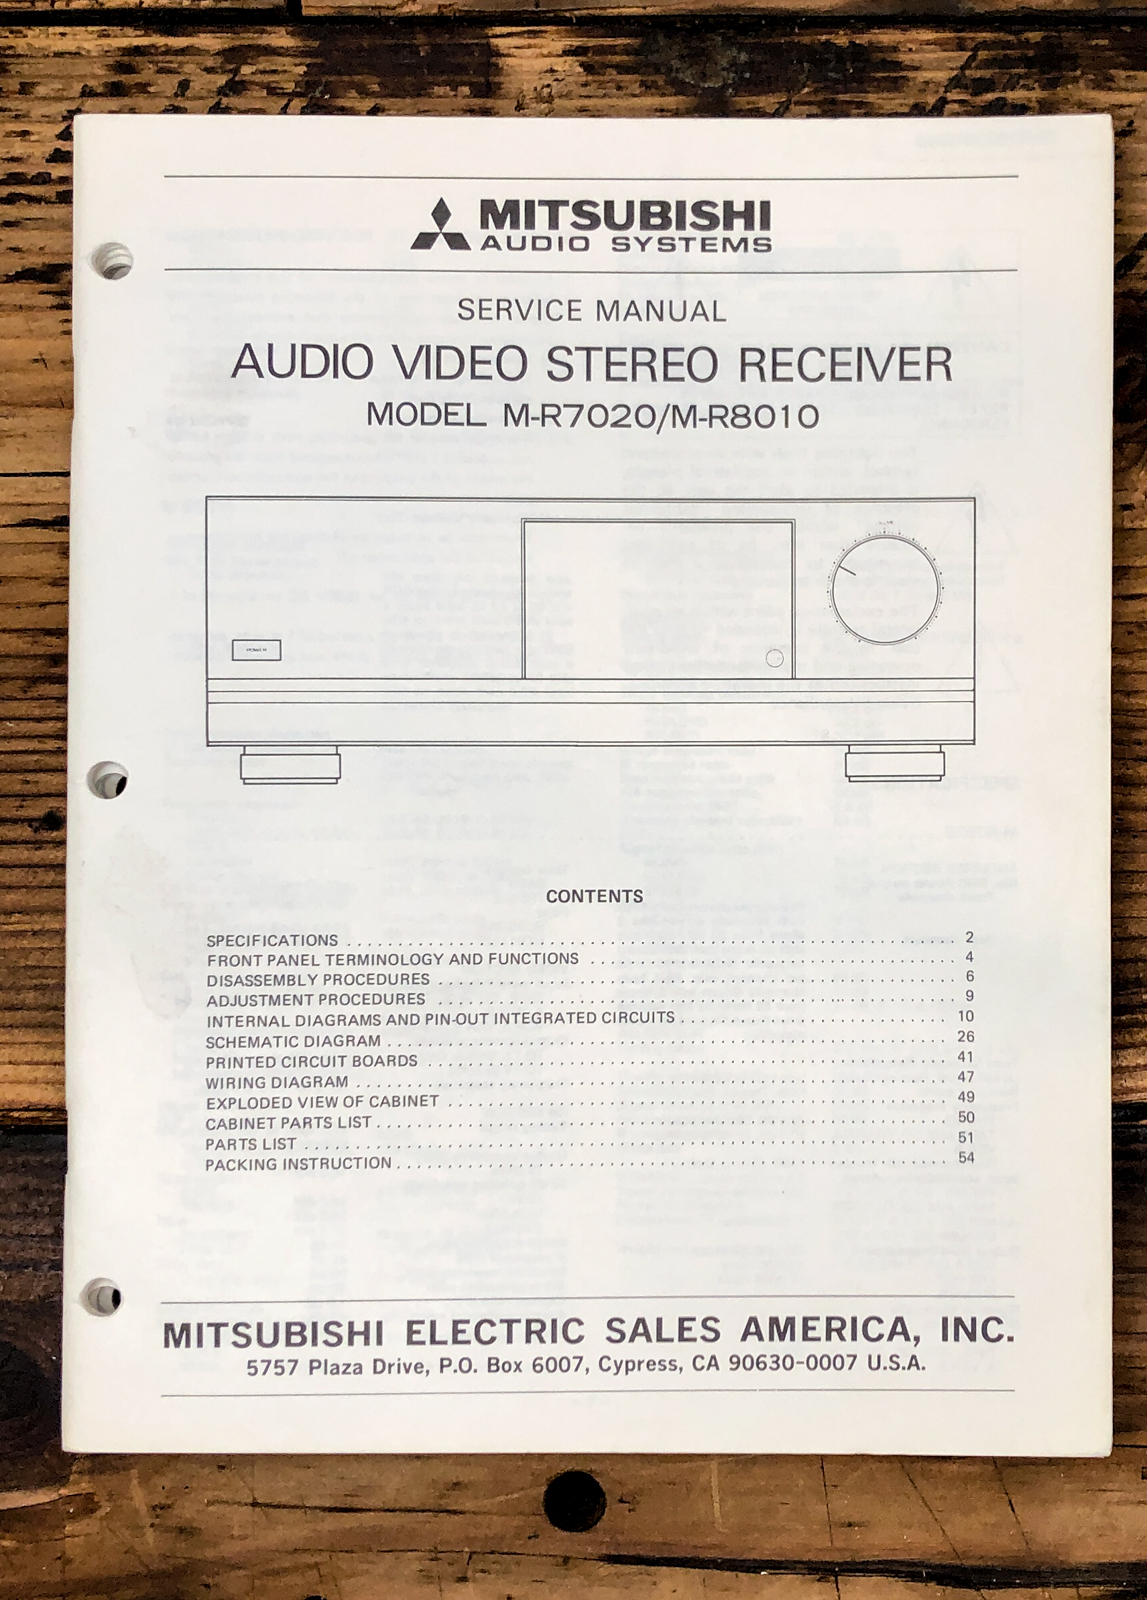 MITSUBISHI
AUDIO SYSTEMS
SERVICE MANUAL
AUDIO VIDEO STEREO RECEIVER
MODEL M-R7020/M-R8010
POWER
CONTENTS
SPECIFICATIONS 2
FRONT PANEL TERMINOLOGY AND FUNCTIONS 4
DISASSEMBLY PROCEDURES 6
ADJUSTMENT PROCEDURES 9
INTERNAL DIAGRAMS AND PIN-OUT INTEGRATED CIRCUITS 10
SCHEMATIC DIAGRAM 26
PRINTED CIRCUIT BOARDS 41
WIRING DIAGRAM 47
EXPLODED VIEW OF CABINET 49
CABINET PARTS LIST 50
PARTS LIST 51
PACKING INSTRUCTION 54
MITSUBISHI ELECTRIC SALES AMERICA, INC.
5757 Plaza Drive, P.O. Box 6007, Cypress, CA 90630-0007 U.S.A.